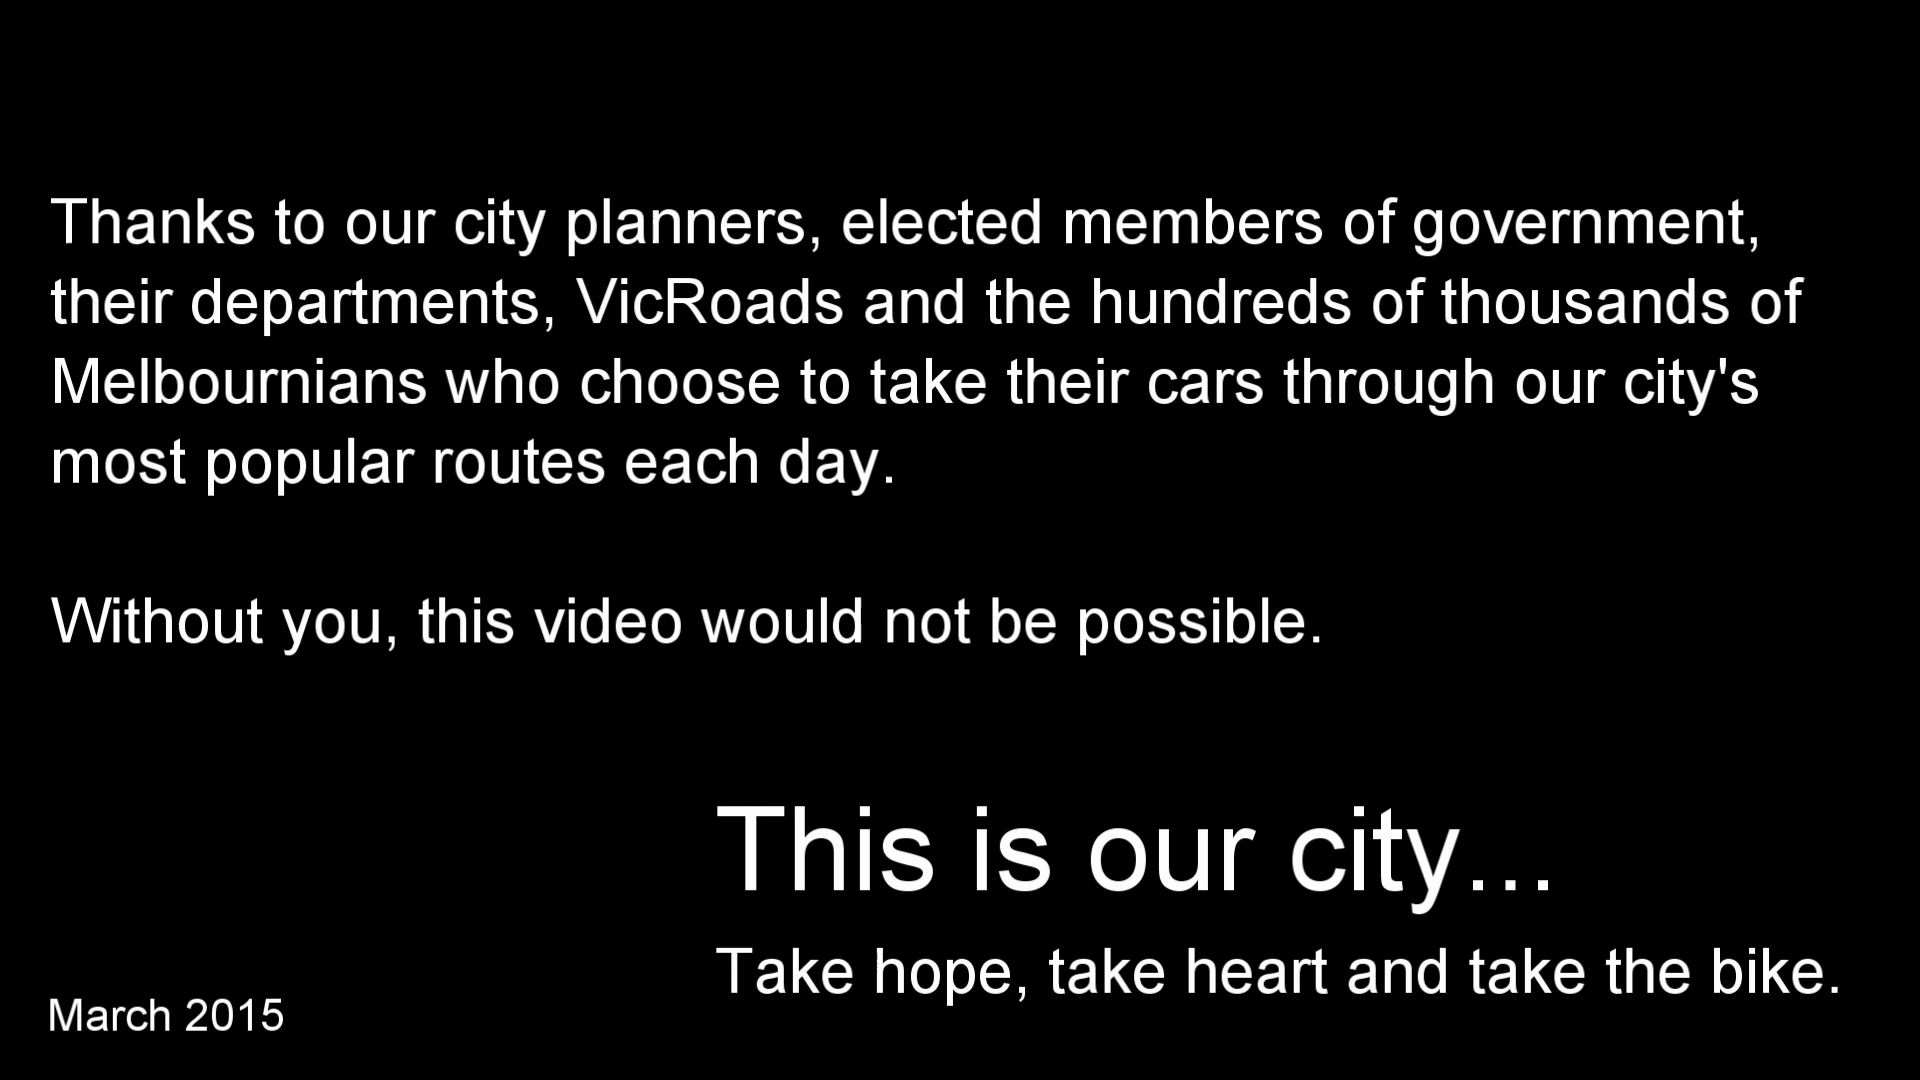 Thanks to our city planners, elected members of government,
their departments, VicRoads and the hundreds of thousands of
Melbournians who choose to take their cars through our city's
most popular routes each day.
Without you, this video would not be possible.
This is our city...
Take hope, take heart and take the bike.
March 2015